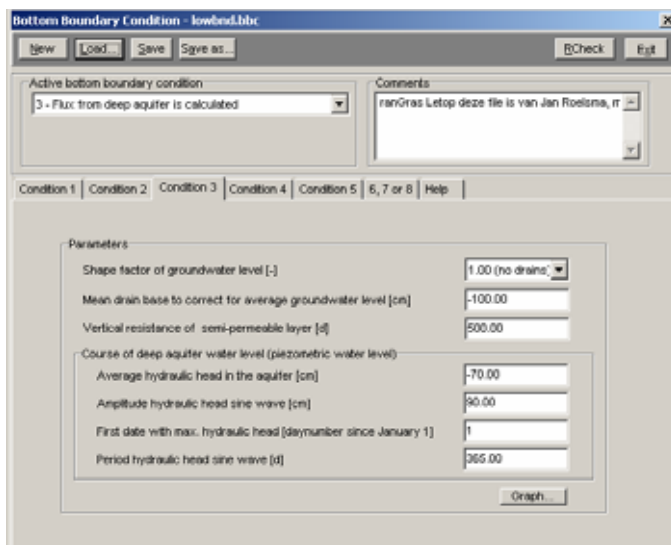 Bottom Boundary Condition - lowbnd.bbc
New Load... Save Save as... RCheck Exit
Active bottom boundary condition
3 - Flux from deep aquifer is calculated
Comments
ranGras Letop deze file is van Jan Roelsma, m
Condition 1 Condition 2 Condition 3 Condition 4 Condition 5 6, 7 or 8 Help
Parameters
Shape factor of groundwater level [-] 1.00 (no drains)
Mean drain base to correct for average groundwater level [cm] -100.00
Vertical resistance of semi-permeable layer [d] 500.00
Course of deep aquifer water level (piezometric water level)
Average hydraulic head in the aquifer [cm] -70.00
Amplitude hydraulic head sine wave [cm] 90.00
First date with max. hydraulic head [daynumber since January 1] 1
Period hydraulic head sine wave [d] 365.00
Graph...